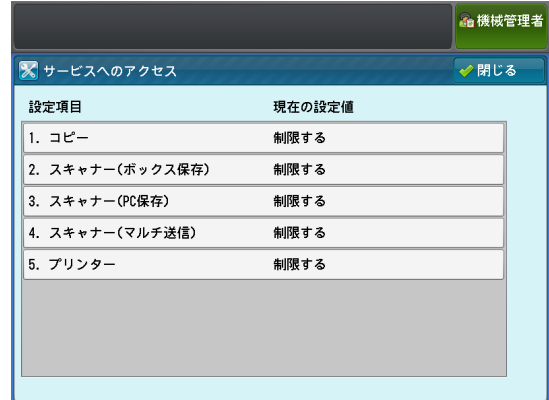 機械管理者
サービスへのアクセス 閉じる
設定項目 現在の設定値
1. コピー 制限する
2. スキャナー(ボックス保存) 制限する
3. スキャナー(PC保存) 制限する
4. スキャナー(マルチ送信) 制限する
5. プリンター 制限する